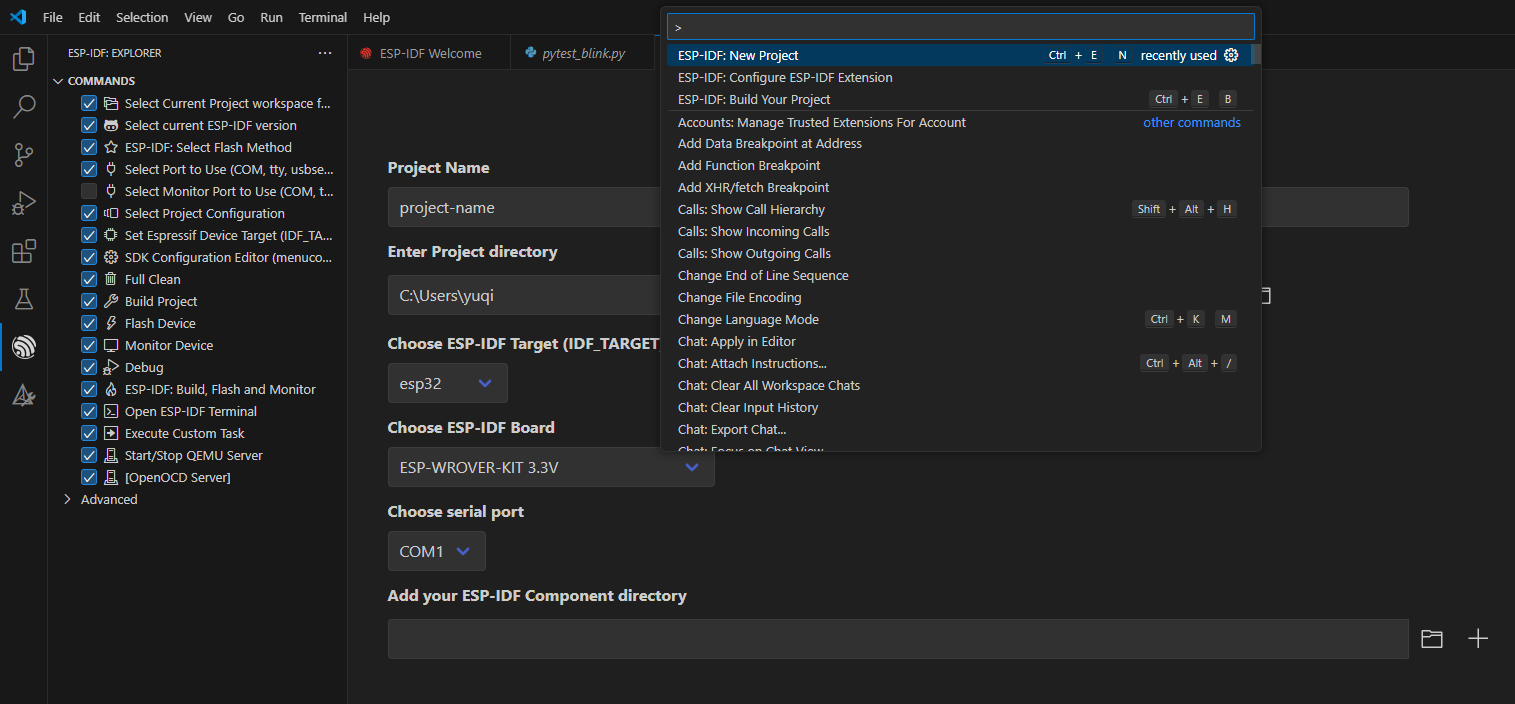 File Edit Selection View Go Run Terminal Help
ESP-IDF: EXPLORER ...
COMMANDS
Select Current Project workspace f...
Select current ESP-IDF version
ESP-IDF: Select Flash Method
Select Port to Use (COM, tty, usbse...
Select Monitor Port to Use (COM, t...
Select Project Configuration
Set Espressif Device Target (IDF_TA...
SDK Configuration Editor (menuco...
Full Clean
Build Project
Flash Device
Monitor Device
Debug
ESP-IDF: Build, Flash and Monitor
Open ESP-IDF Terminal
Execute Custom Task
Start/Stop QEMU Server
[OpenOCD Server]
Advanced
ESP-IDF Welcome
pytest_blink.py
Project Name
project-name
Enter Project directory
C:\Users\yuqi
Choose ESP-IDF Target (IDF_TARGET
esp32
Choose ESP-IDF Board
ESP-WROVER-KIT 3.3V
Choose serial port
COM1
Add your ESP-IDF Component directory
>
ESP-IDF: New Project Ctrl + E N recently used
ESP-IDF: Configure ESP-IDF Extension
ESP-IDF: Build Your Project Ctrl + E B
Accounts: Manage Trusted Extensions For Account other commands
Add Data Breakpoint at Address
Add Function Breakpoint
Add XHR/fetch Breakpoint
Calls: Show Call Hierarchy Shift + Alt + H
Calls: Show Incoming Calls
Calls: Show Outgoing Calls
Change End of Line Sequence
Change File Encoding
Change Language Mode Ctrl + K M
Chat: Apply in Editor
Chat: Attach Instructions... Ctrl + Alt + /
Chat: Clear All Workspace Chats
Chat: Clear Input History
Chat: Export Chat...
Chat: Focus on Chat View